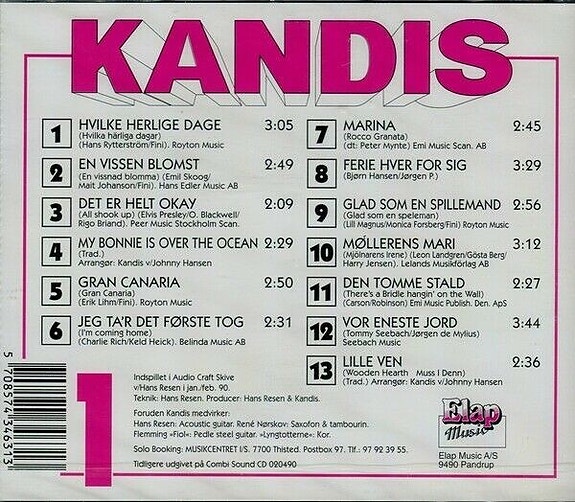 KANDIS
1 HVILKE HERLIGE DAGE 3:05
(Hvilka härliga dagar)
(Hans Rytterström/Fini). Royton Music
2 EN VISSEN BLOMST 2:49
(En vissnad blomma) (Emil Skoog/
Mait Johanson/Fini). Hans Edler Music AB
3 DET ER HELT OKAY 2:09
(All shook up) (Elvis Presley/O. Blackwell/
Rigo Briand). Peer Music Stockholm Scan.
4 MY BONNIE IS OVER THE OCEAN 2:29
(Trad.)
Arrangør: Kandis v/Johnny Hansen
5 GRAN CANARIA 2:50
(Gran Canaria)
(Erik Lihm/Fini). Royton Music
6 JEG TA'R DET FØRSTE TOG 2:31
(I'm coming home)
(Charlie Rich/Keld Heick). Belinda Music AB
7 MARINA 2:45
(Rocco Granata)
(dt: Peter Mynte) Emi Music Scan. AB
8 FERIE HVER FOR SIG 3:29
(Bjørn Hansen/Jørgen P.)
9 GLAD SOM EN SPILLEMAND 2:56
(Glad som en speleman)
(Lill Magnus/Monica Forsberg/Fini) Royton Music
10 MØLLERENS MARI 3:12
(Mjölnarens Irene) (Leon Landgren/Gösta Berg/
Harry Jensen). Lelands Musikförlag AB
11 DEN TOMME STALD 2:27
(There's a Bridle hangin' on the Wall)
(Carson/Robinson) Emi Music Publish. Den. ApS
12 VOR ENESTE JORD 3:44
(Tommy Seebach/Jørgen de Mylius)
Seebach Music
13 LILLE VEN 2:36
(Wooden Hearth Muss I Denn)
(Trad.) Arrangør: Kandis v/Johnny Hansen
5 708574 346313
1
Indspillet i Audio Craft Skive
v/Hans Resen i jan./feb. 90.
Teknik: Hans Resen. Producer: Hans Resen & Kandis.
Foruden Kandis medvirker:
Hans Resen: Acoustic guitar. René Nørskov: Saxofon & tambourin.
Flemming »Fiol«: Pedle steel guitar. »Lyngtotterne«: Kor.
Solo Booking: MUSIKCENTRET I/S. 7700 Thisted. Postbox 97. Tlf: 97 92 39 55.
Tidligere udgivet på Combi Sound CD 020490
Elap
Music
Elap Music A/S
9490 Pandrup